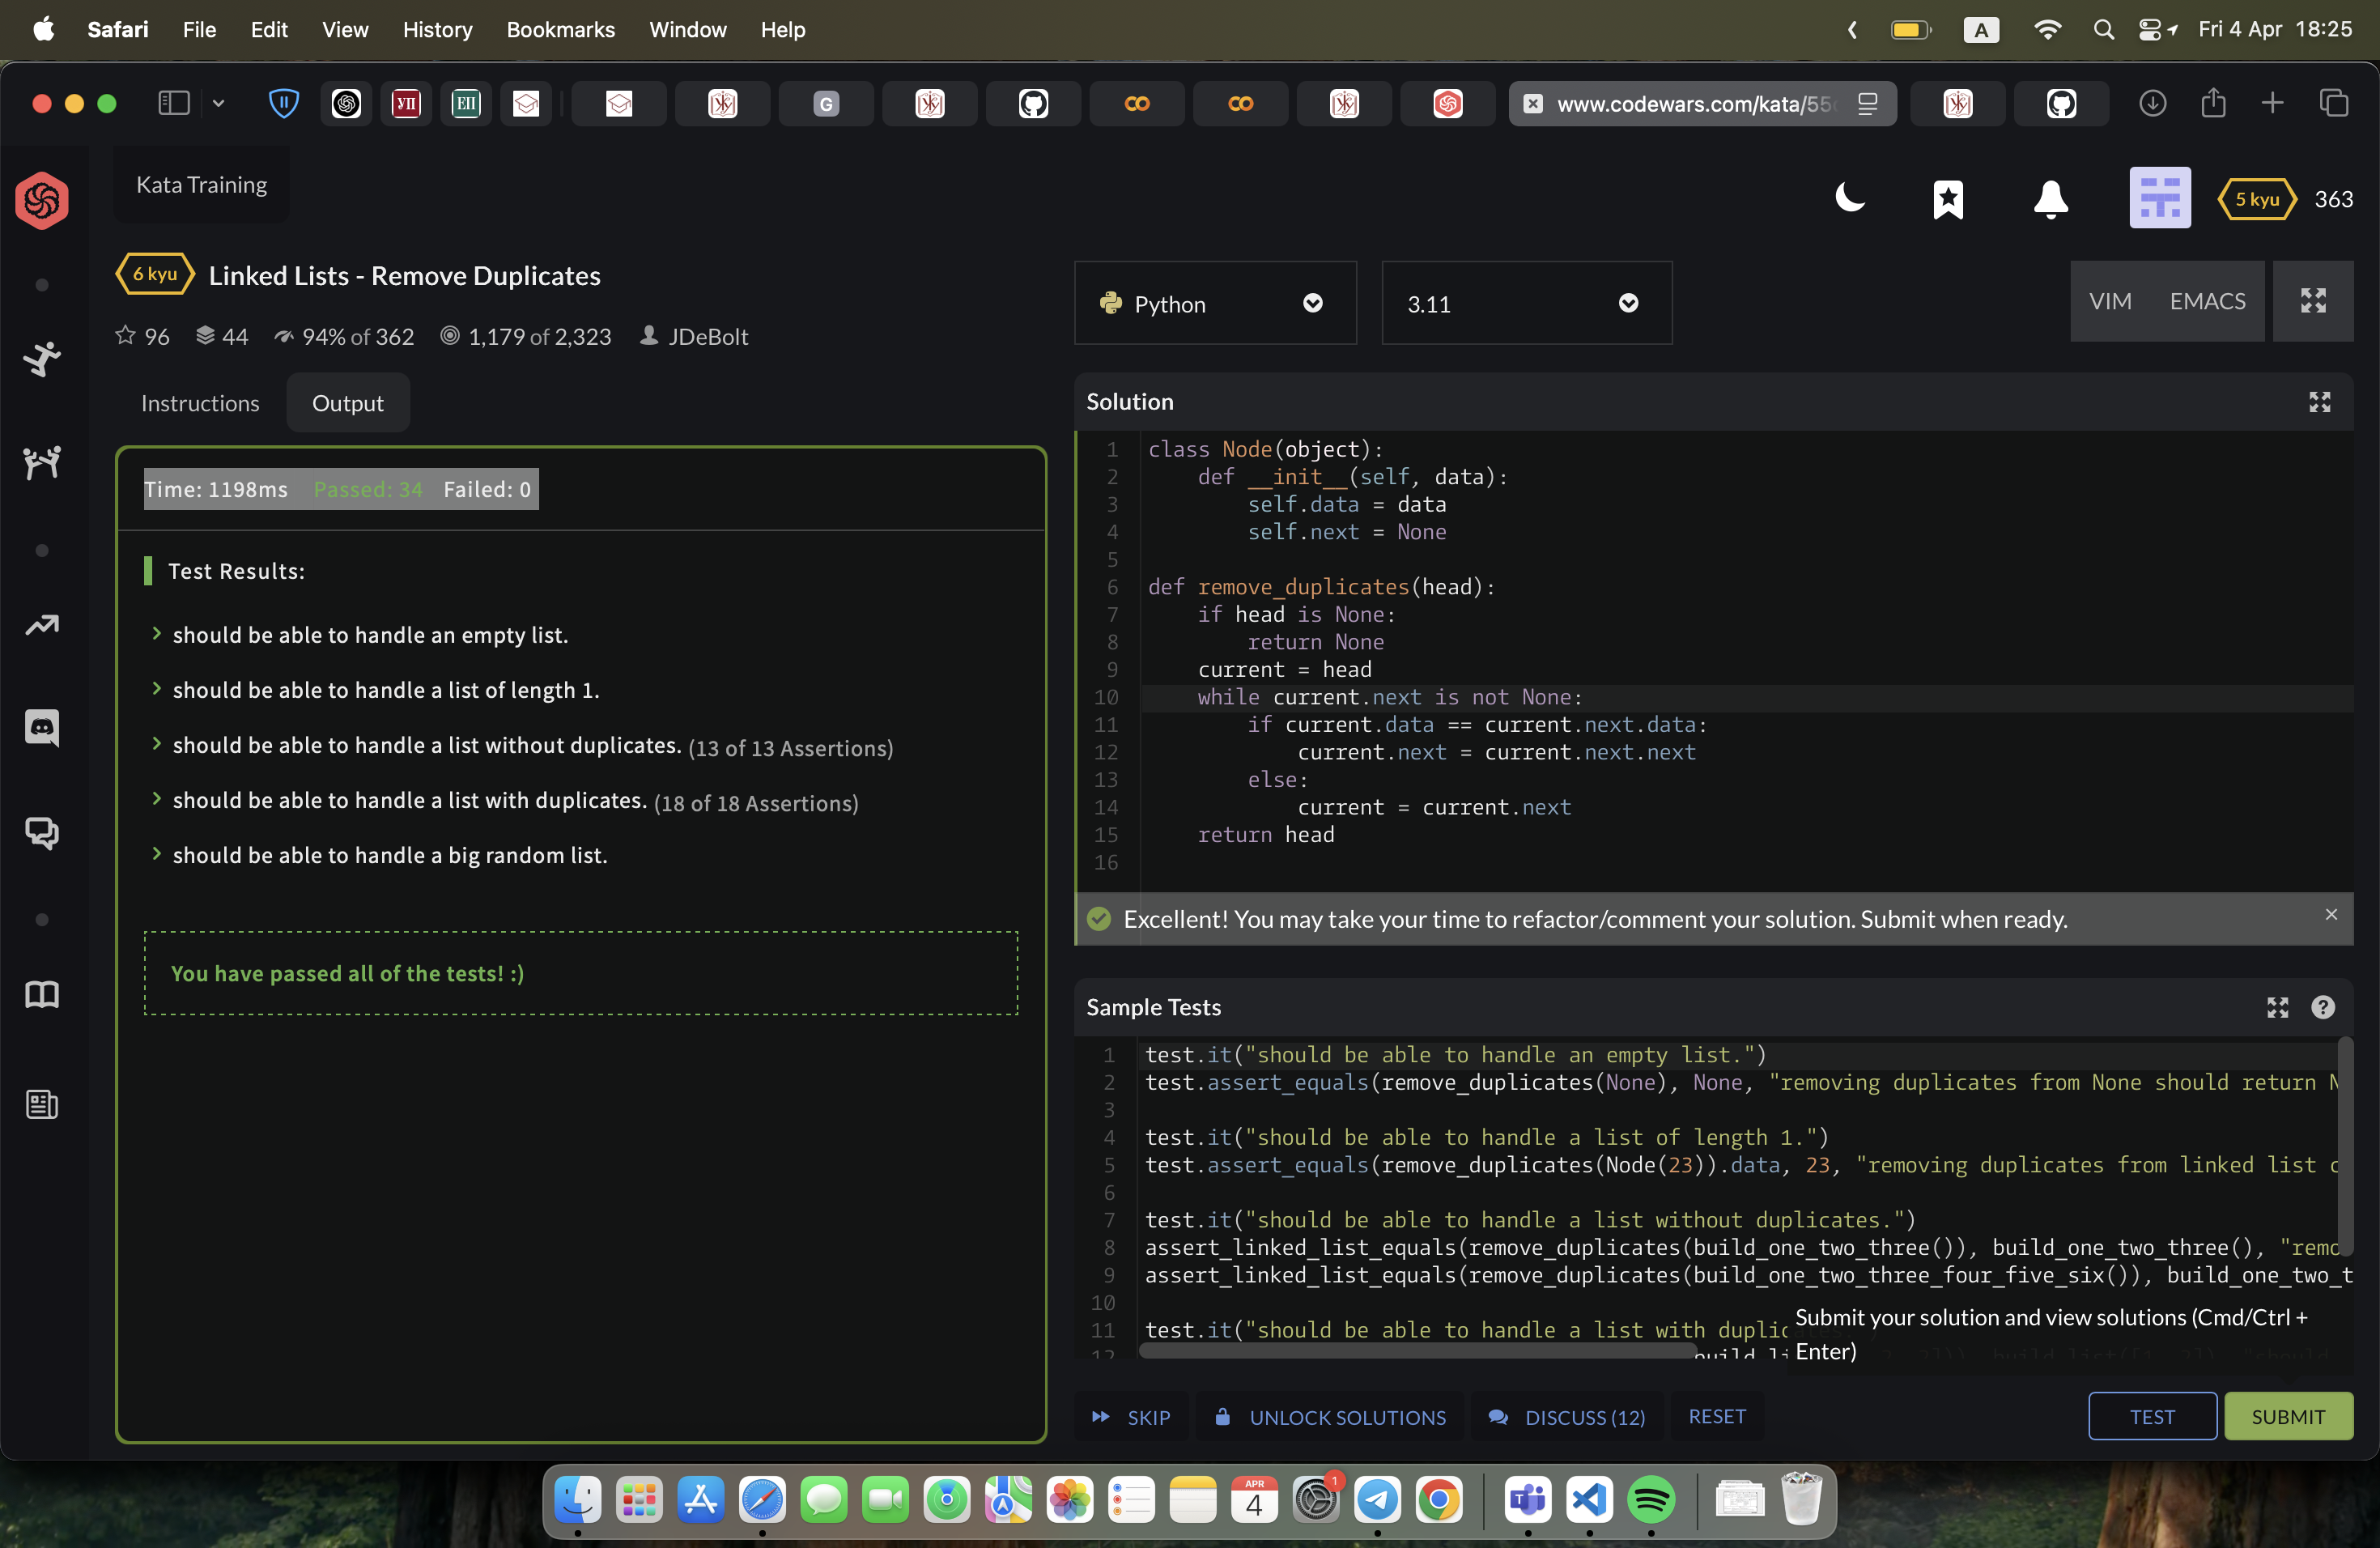 Safari File Edit View History Bookmarks Window Help A Fri 4 Apr 18:25
УП ЕП G www.codewars.com/kata/55
Kata Training
5 kyu 363
6 kyu Linked Lists - Remove Duplicates
96 44 94% of 362 1,179 of 2,323 JDeBolt
Instructions Output
Time: 1198ms Passed: 34 Failed: 0
Test Results:
should be able to handle an empty list.
should be able to handle a list of length 1.
should be able to handle a list without duplicates. (13 of 13 Assertions)
should be able to handle a list with duplicates. (18 of 18 Assertions)
should be able to handle a big random list.
You have passed all of the tests! :)
Python 3.11 VIM EMACS
Solution
1 class Node(object):
2 def __init__(self, data):
3 self.data = data
4 self.next = None
5
6 def remove_duplicates(head):
7 if head is None:
8 return None
9 current = head
10 while current.next is not None:
11 if current.data == current.next.data:
12 current.next = current.next.next
13 else:
14 current = current.next
15 return head
16
Excellent! You may take your time to refactor/comment your solution. Submit when ready.
Sample Tests
1 test.it("should be able to handle an empty list.")
2 test.assert_equals(remove_duplicates(None), None, "removing duplicates from None should return N
3
4 test.it("should be able to handle a list of length 1.")
5 test.assert_equals(remove_duplicates(Node(23)).data, 23, "removing duplicates from linked list
6
7 test.it("should be able to handle a list without duplicates.")
8 assert_linked_list_equals(remove_duplicates(build_one_two_three()), build_one_two_three(), "remo
9 assert_linked_list_equals(remove_duplicates(build_one_two_three_four_five_six()), build_one_two_t
10
11 test.it("should be able to handle a list with duplic
12
Submit your solution and view solutions (Cmd/Ctrl +
Enter)
SKIP UNLOCK SOLUTIONS DISCUSS (12) RESET TEST SUBMIT
APR
4
1